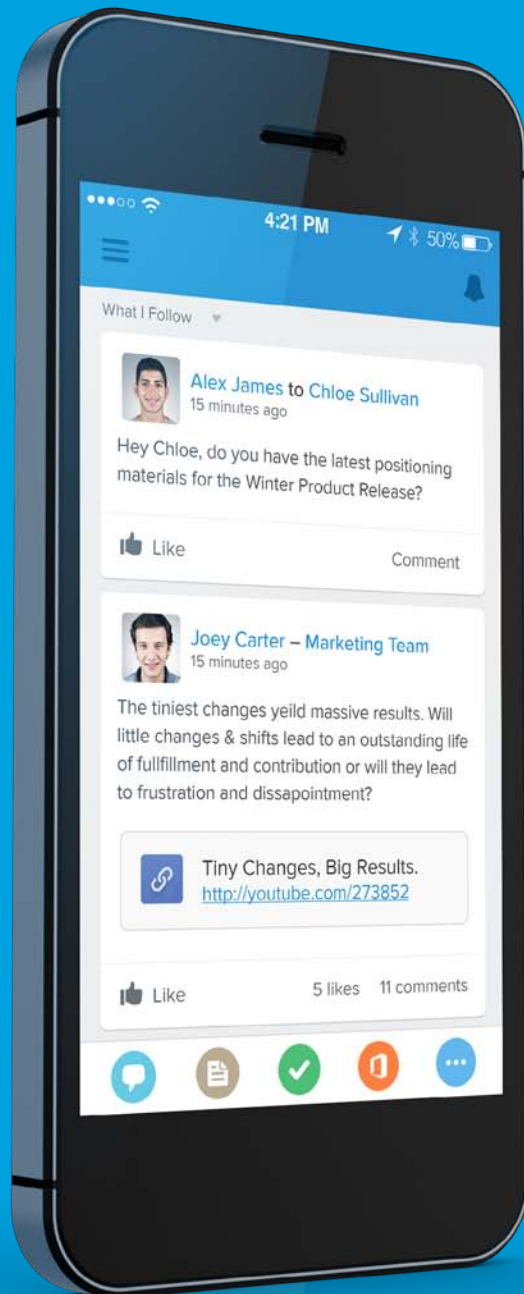 4:21 PM
50%
What I Follow
Alex James to Chloe Sullivan
15 minutes ago
Hey Chloe, do you have the latest positioning
materials for the Winter Product Release?
Like
Comment
Joey Carter – Marketing Team
15 minutes ago
The tiniest changes yeild massive results. Will
little changes & shifts lead to an outstanding life
of fullfillment and contribution or will they lead
to frustration and dissapointment?
Tiny Changes, Big Results.
http://youtube.com/273852
Like
5 likes
11 comments